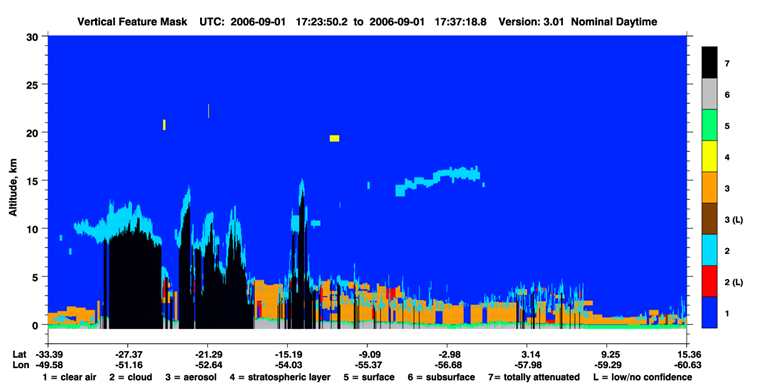 Vertical Feature Mask UTC: 2006-09-01 17:23:50.2 to 2006-09-01 17:37:18.8 Version: 3.01 Nominal Daytime
30
25
20
15
10
5
0
Altitude, km
7
6
5
4
3
3 (L)
2
2 (L)
1
Lat -33.39 -27.37 -21.29 -15.19 -9.09 -2.98 3.14 9.25 15.36
Lon -49.58 -51.16 -52.64 -54.03 -55.37 -56.68 -57.98 -59.29 -60.63
1 = clear air 2 = cloud 3 = aerosol 4 = stratospheric layer 5 = surface 6 = subsurface 7= totally attenuated L = low/no confidence